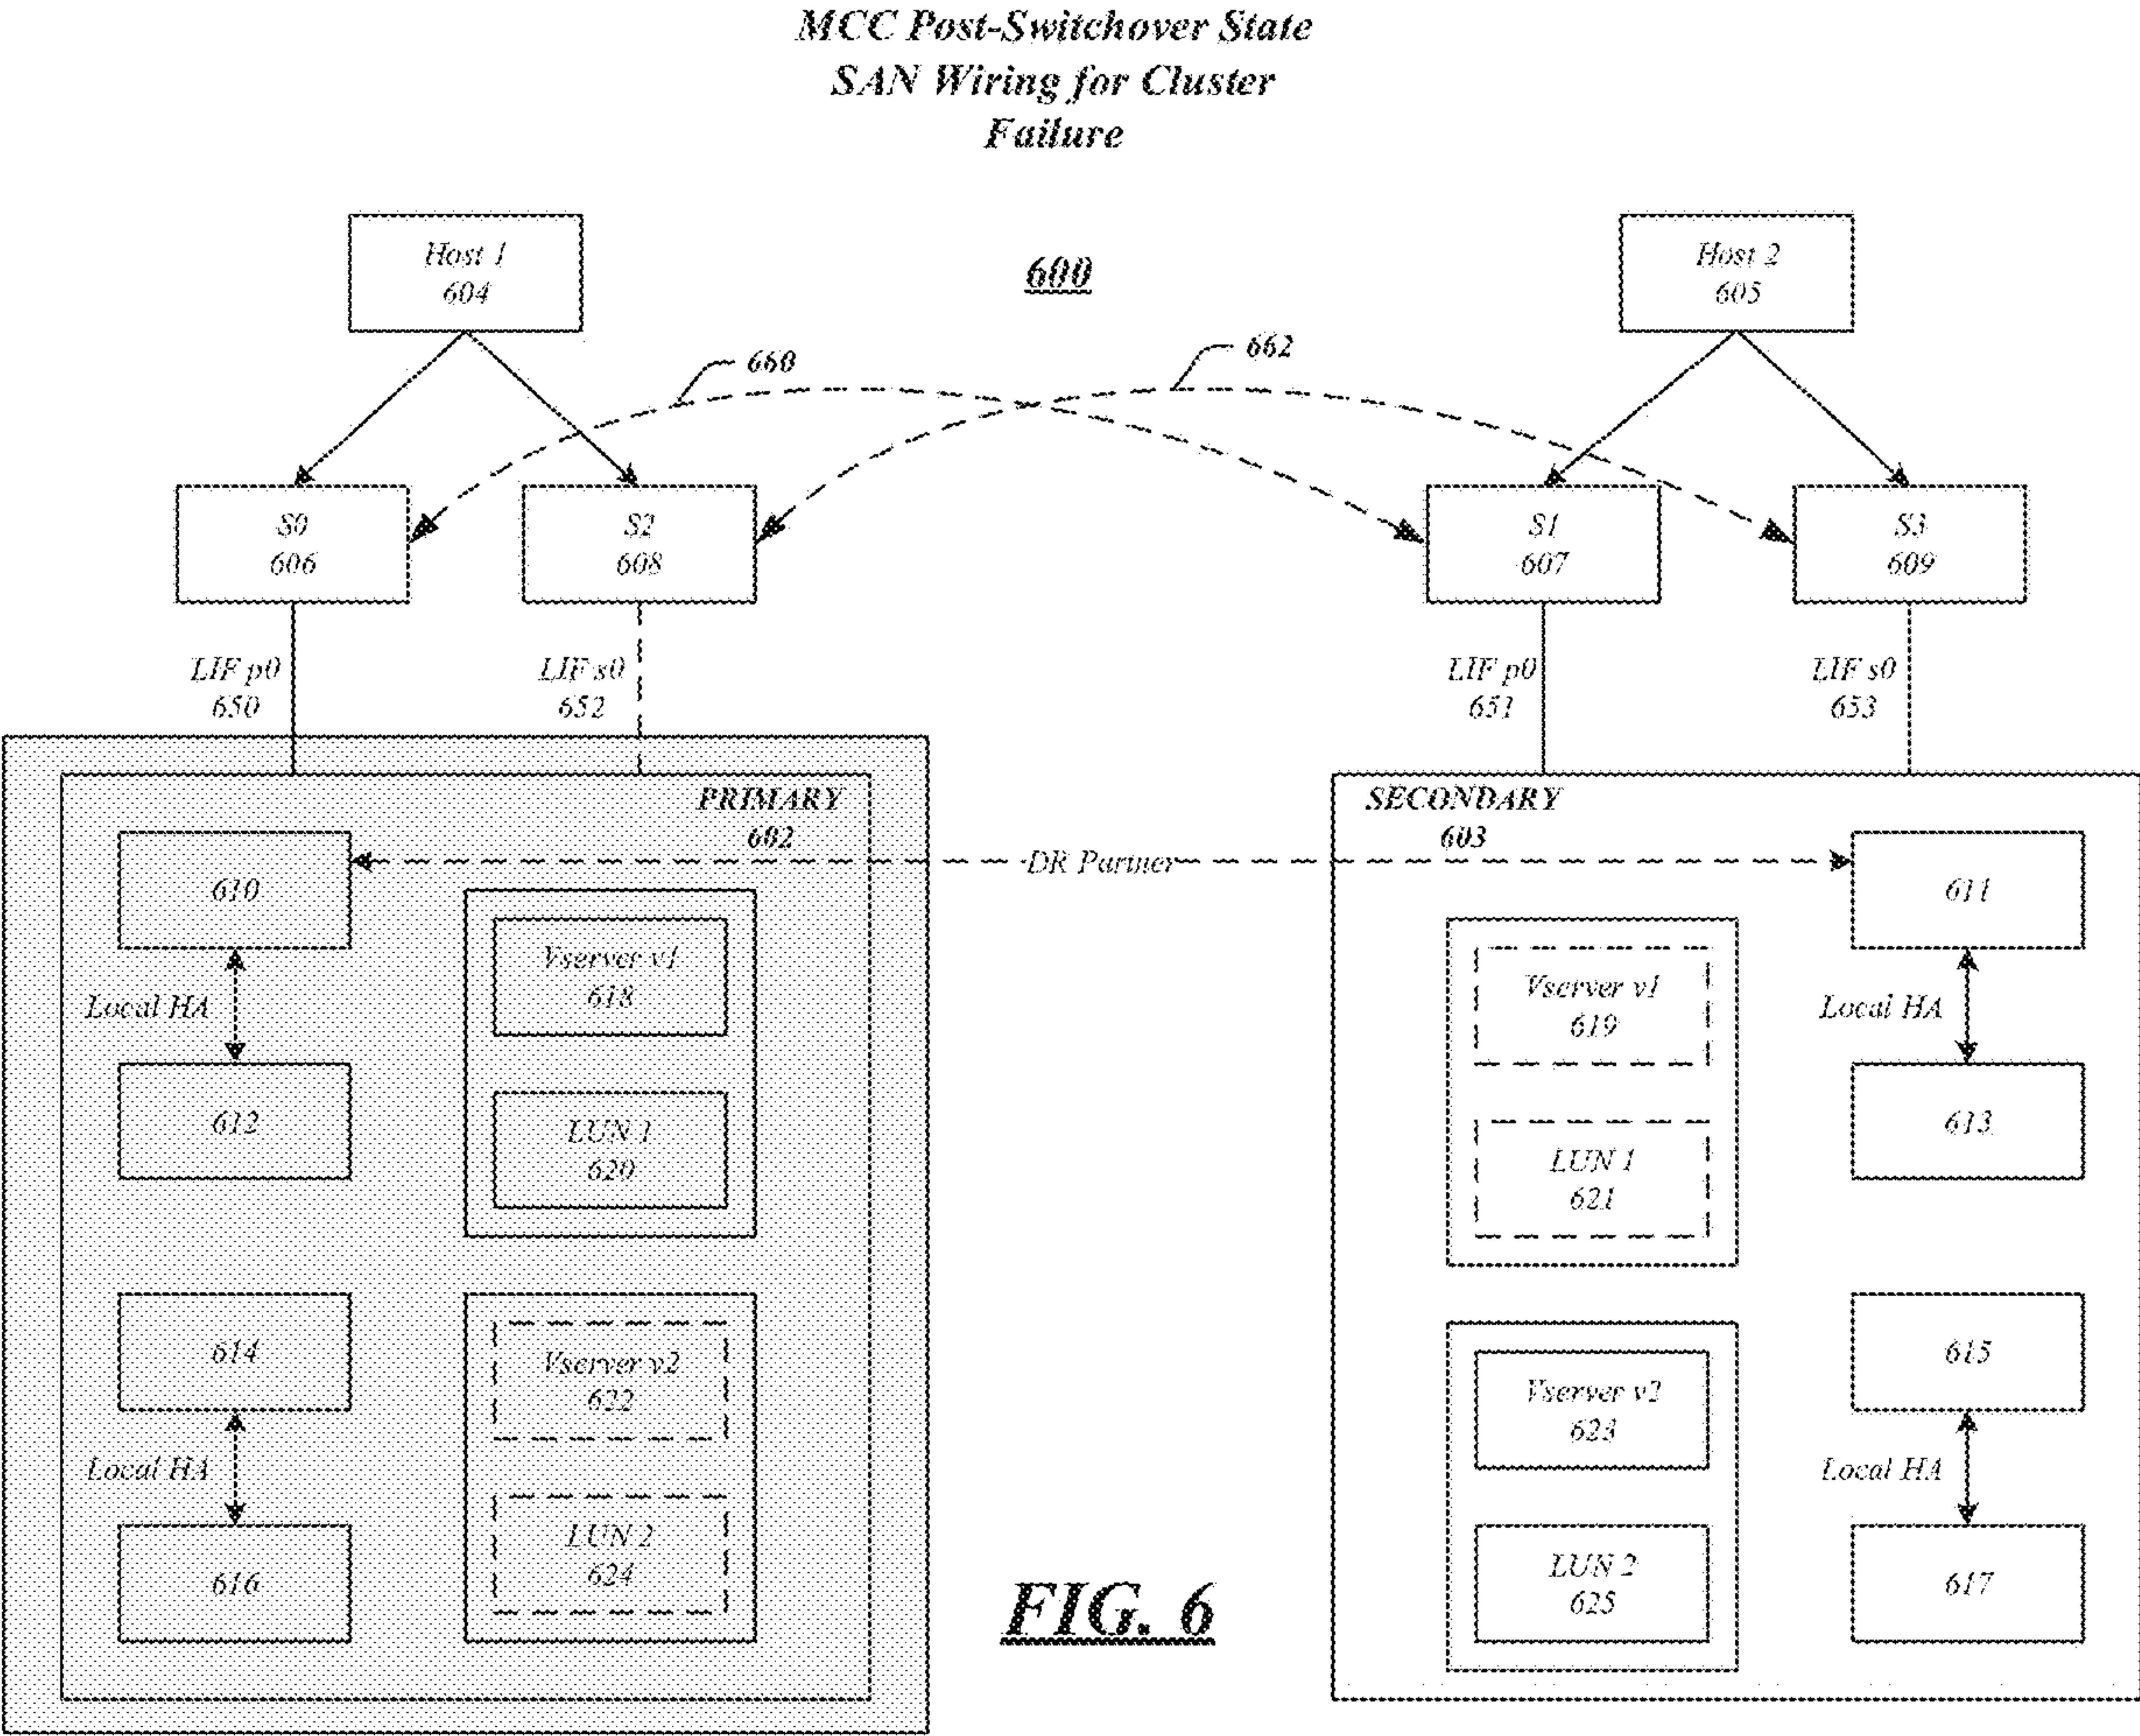 MCC Post-Switchover State
SAN Wiring for Cluster
Failure
Host 1
604
600
Host 2
605
660
662
S0
606
S2
608
S1
607
S3
609
LIF p0
650
LIF s0
652
LIF p0
651
LIF s0
653
PRIMARY
602
SECONDARY
603
DR Partner
610
Local HA
612
614
Local HA
616
Vserver v1
618
LUN 1
620
Vserver v2
622
LUN 2
624
Vserver v1
619
LUN 1
621
Vserver v2
623
LUN 2
625
611
Local HA
613
615
Local HA
617
FIG. 6